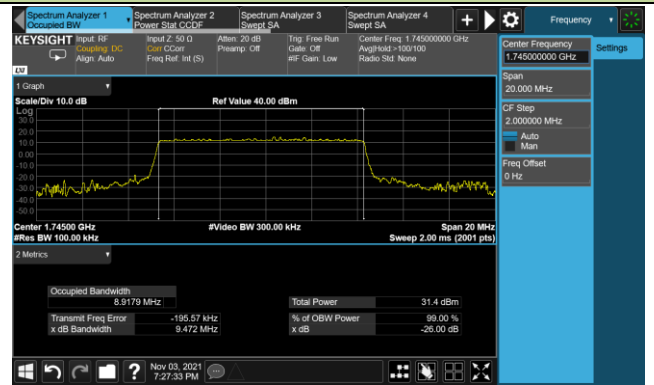 Spectrum Analyzer 1
Occupied BW
Spectrum Analyzer 2
Power Stat CCDF
Spectrum Analyzer 3
Swept SA
Spectrum Analyzer 4
Swept SA
Frequency
KEYSIGHT
Input: RF
Coupling: DC
Align: Auto
Input Z: 50 Ω
Corr CCorr
Freq Ref: Int (S)
Atten: 20 dB
Preamp: Off
Trig: Free Run
Gate: Off
#IF Gain: Low
Center Freq: 1.745000000 GHz
Avg|Hold:>100/100
Radio Std: None
LXI
Center Frequency
1.745000000 GHz
Settings
Span
20.000 MHz
CF Step
2.000000 MHz
Auto
Man
Freq Offset
0 Hz
1 Graph
Scale/Div 10.0 dB
Ref Value 40.00 dBm
Log
30.0
20.0
10.0
0.00
-10.0
-20.0
-30.0
-40.0
-50.0
Center 1.74500 GHz
#Video BW 300.00 kHz
Span 20 MHz
#Res BW 100.00 kHz
Sweep 2.00 ms (2001 pts)
2 Metrics
Occupied Bandwidth
8.9179 MHz
Total Power
31.4 dBm
Transmit Freq Error
-195.57 kHz
% of OBW Power
99.00 %
x dB Bandwidth
9.472 MHz
x dB
-26.00 dB
Nov 03, 2021
7:27:33 PM